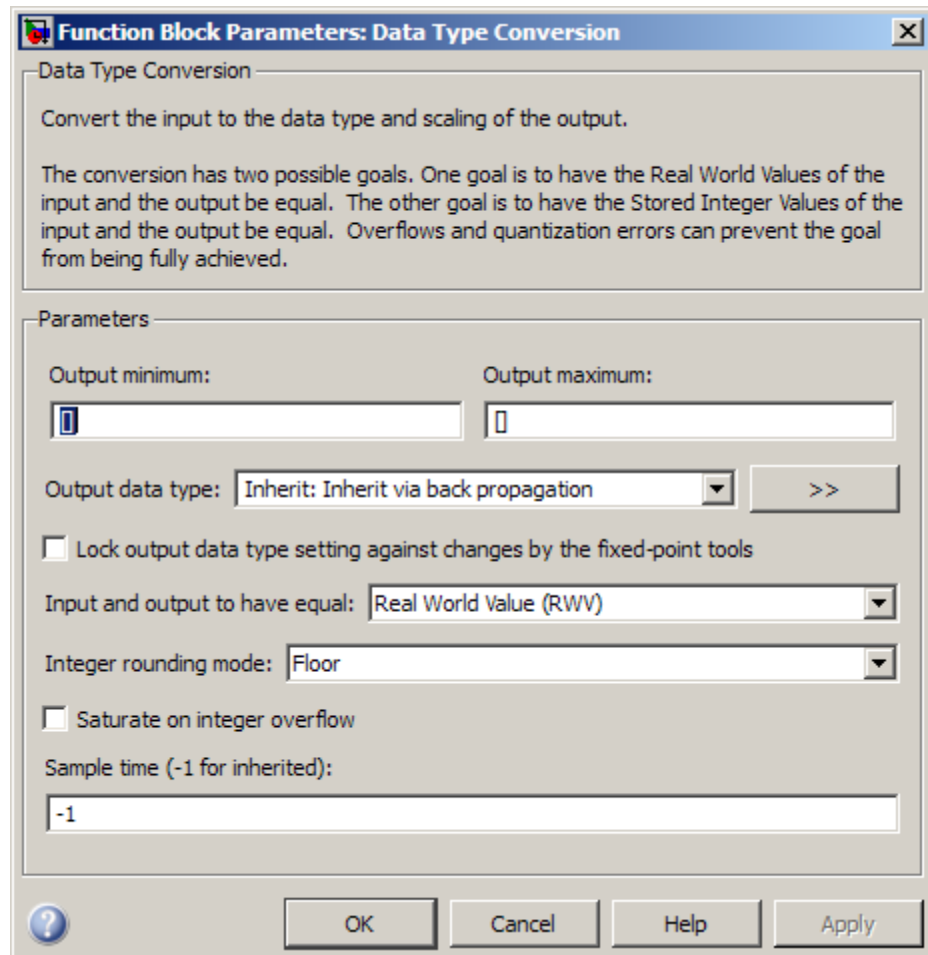 Function Block Parameters: Data Type Conversion
Data Type Conversion
Convert the input to the data type and scaling of the output.
The conversion has two possible goals. One goal is to have the Real World Values of the
input and the output be equal.  The other goal is to have the Stored Integer Values of the
input and the output be equal.  Overflows and quantization errors can prevent the goal
from being fully achieved.
Parameters
Output minimum:
Output maximum:
[]
[]
Output data type: Inherit: Inherit via back propagation
>>
Lock output data type setting against changes by the fixed-point tools
Input and output to have equal: Real World Value (RWV)
Integer rounding mode: Floor
Saturate on integer overflow
Sample time (-1 for inherited):
-1
OK
Cancel
Help
Apply